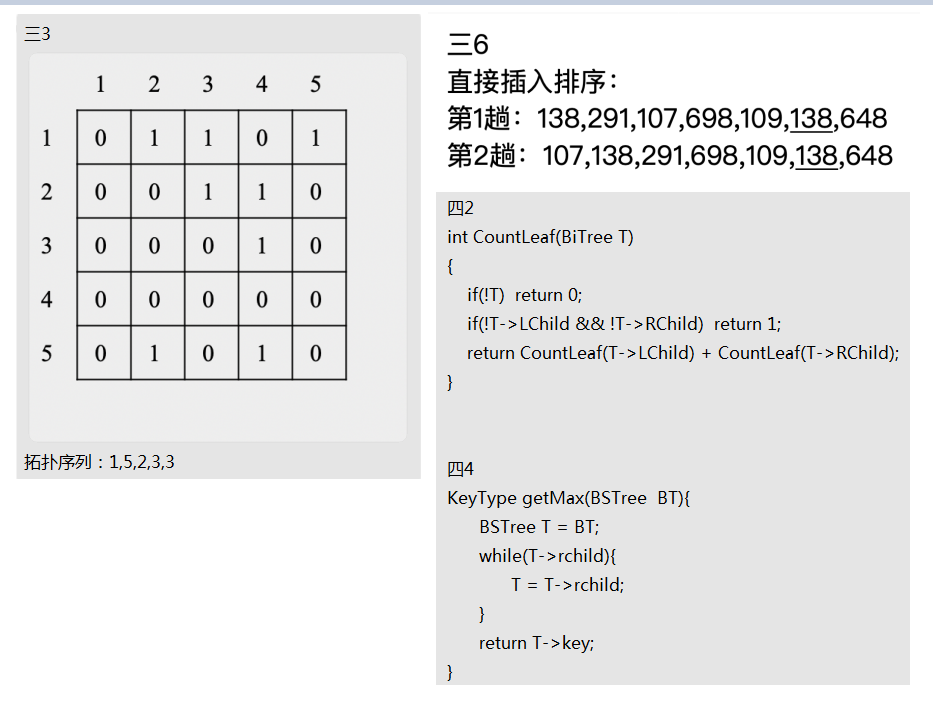 三3
1 2 3 4 5
1 0 1 1 0 1
2 0 0 1 1 0
3 0 0 0 1 0
4 0 0 0 0 0
5 0 1 0 1 0
拓扑序列：1,5,2,3,3
三6
直接插入排序：
第1趟：138,291,107,698,109,138,648
第2趟：107,138,291,698,109,138,648
四2
int CountLeaf(BiTree T)
{
if(!T) return 0;
if(!T->LChild && !T->RChild) return 1;
return CountLeaf(T->LChild) + CountLeaf(T->RChild);
}
四4
KeyType getMax(BSTree BT){
BSTree T = BT;
while(T->rchild){
T = T->rchild;
}
return T->key;
}